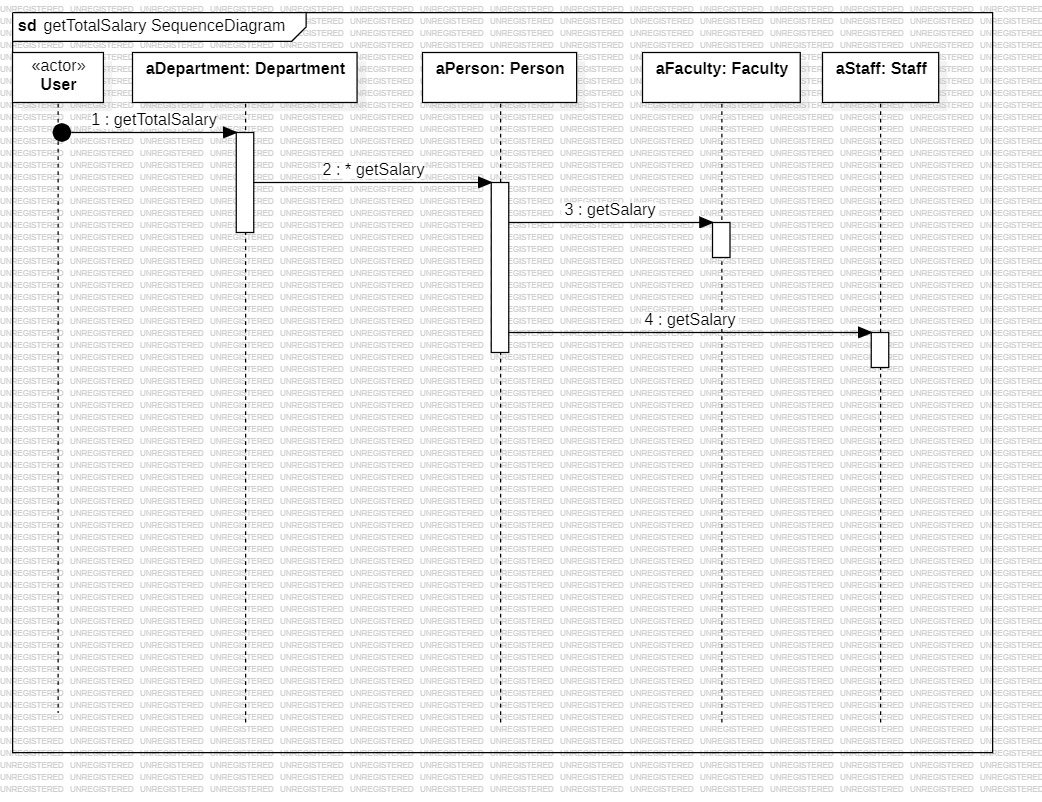 sd getTotalSalary SequenceDiagram
«actor»
User
aDepartment: Department
aPerson: Person
aFaculty: Faculty
aStaff: Staff
1 : getTotalSalary
2 : * getSalary
3 : getSalary
4 : getSalary
UNREGISTERED